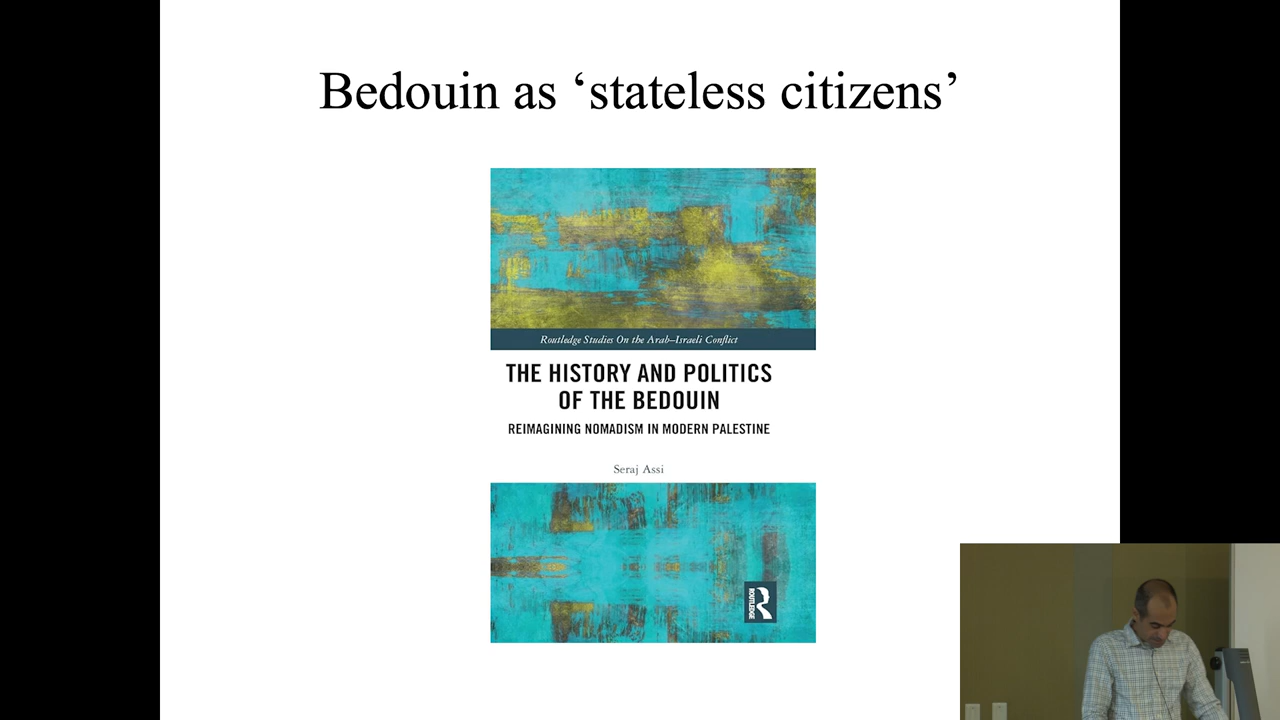 Bedouin as ‘stateless citizens’
Routledge Studies On the Arab–Israeli Conflict
THE HISTORY AND POLITICS
OF THE BEDOUIN
REIMAGINING NOMADISM IN MODERN PALESTINE
Seraj Assi
ROUTLEDGE